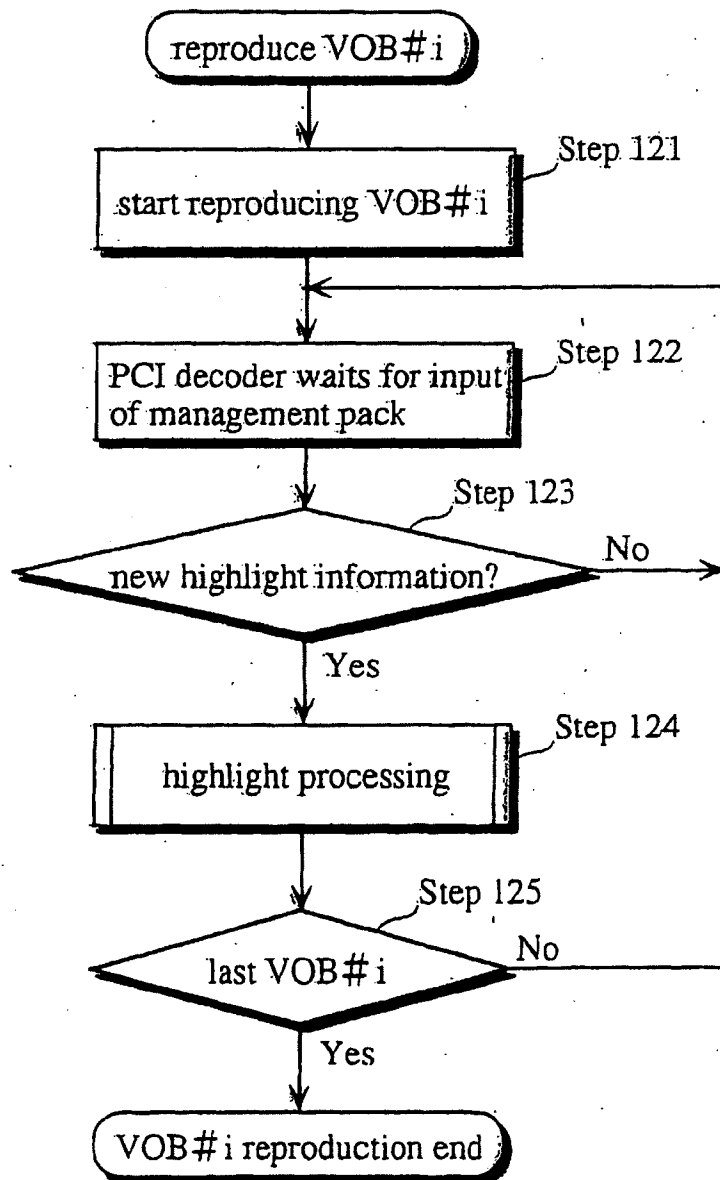 reproduce VOB#i
Step 121
start reproducing VOB#i
Step 122
PCI decoder waits for input
of management pack
Step 123
new highlight information?
No
Yes
Step 124
highlight processing
Step 125
last VOB#i
No
Yes
VOB#i reproduction end